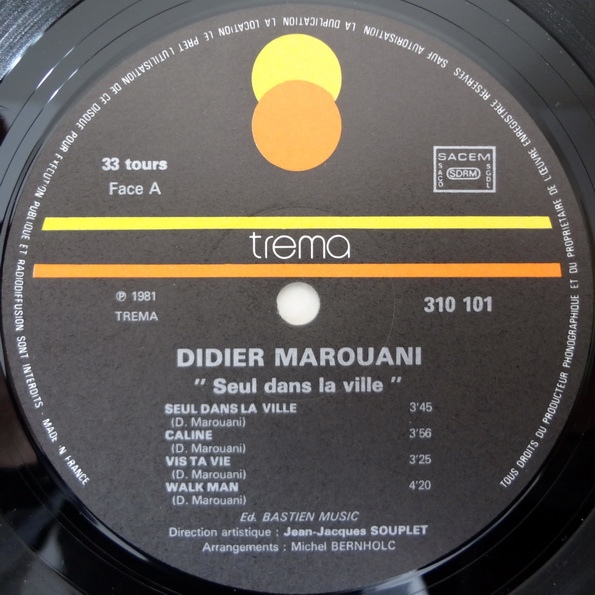 TOUS DROITS DU PRODUCTEUR PHONOGRAPHIQUE ET DU PROPRIETAIRE DE L'ŒUVRE ENREGISTREE RESERVES SAUF AUTORISATION LA DUPLICATION LA LOCATION LE PRET L'UTILISATION DE CE DISQUE POUR EXECUTION PUBLIQUE ET RADIODIFFUSION SONT INTERDITS - MADE IN FRANCE
33 tours
Face A
SACEM
SACD SDRM SGDL
trema
℗ 1981
TREMA
310 101
DIDIER MAROUANI
" Seul dans la ville "
SEUL DANS LA VILLE 3'45
(D. Marouani)
CALINE 3'56
(D. Marouani)
VIS TA VIE 3'25
(D. Marouani)
WALK MAN 4'20
(D. Marouani)
Ed. BASTIEN MUSIC
Direction artistique : Jean-Jacques SOUPLET
Arrangements : Michel BERNHOLC